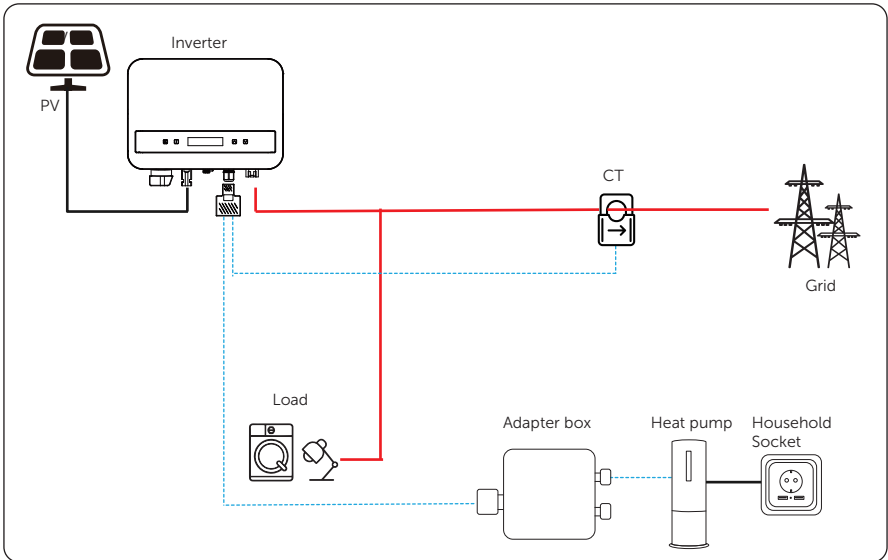 Inverter
PV
CT
Grid
Load
Adapter box
Heat pump
Household
Socket